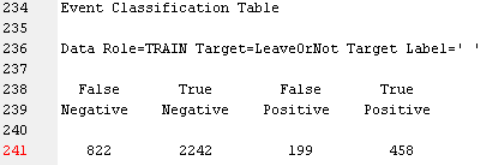 234 Event Classification Table
235
236 Data Role=TRAIN Target=LeaveOrNot Target Label=' '
237
238 False True False True
239 Negative Negative Positive Positive
240
241 822 2242 199 458